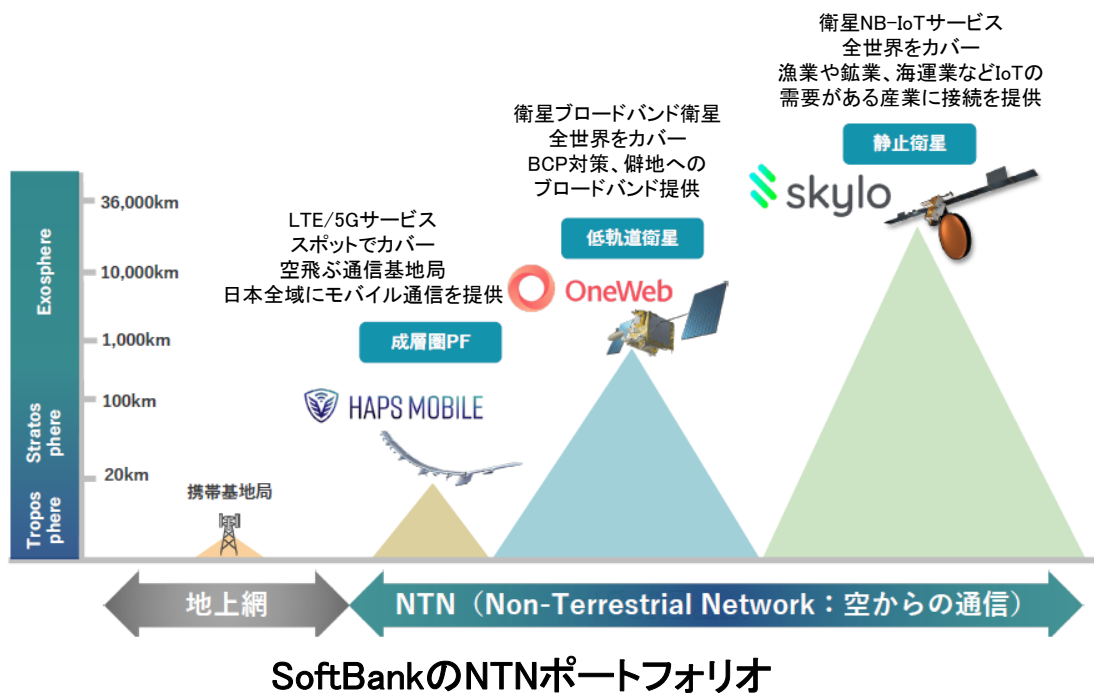 衛星NB-IoTサービス
全世界をカバー
漁業や鉱業、海運業などIoTの
需要がある産業に接続を提供
静止衛星
skylo
衛星ブロードバンド衛星
全世界をカバー
BCP対策、僻地への
ブロードバンド提供
低軌道衛星
OneWeb
LTE/5Gサービス
スポットでカバー
空飛ぶ通信基地局
日本全域にモバイル通信を提供
成層圏PF
HAPS MOBILE
携帯基地局
36,000km
10,000km
1,000km
100km
20km
Exosphere
Stratos
phere
Tropos
phere
地上網
NTN（Non-Terrestrial Network：空からの通信）
SoftBankのNTNポートフォリオ